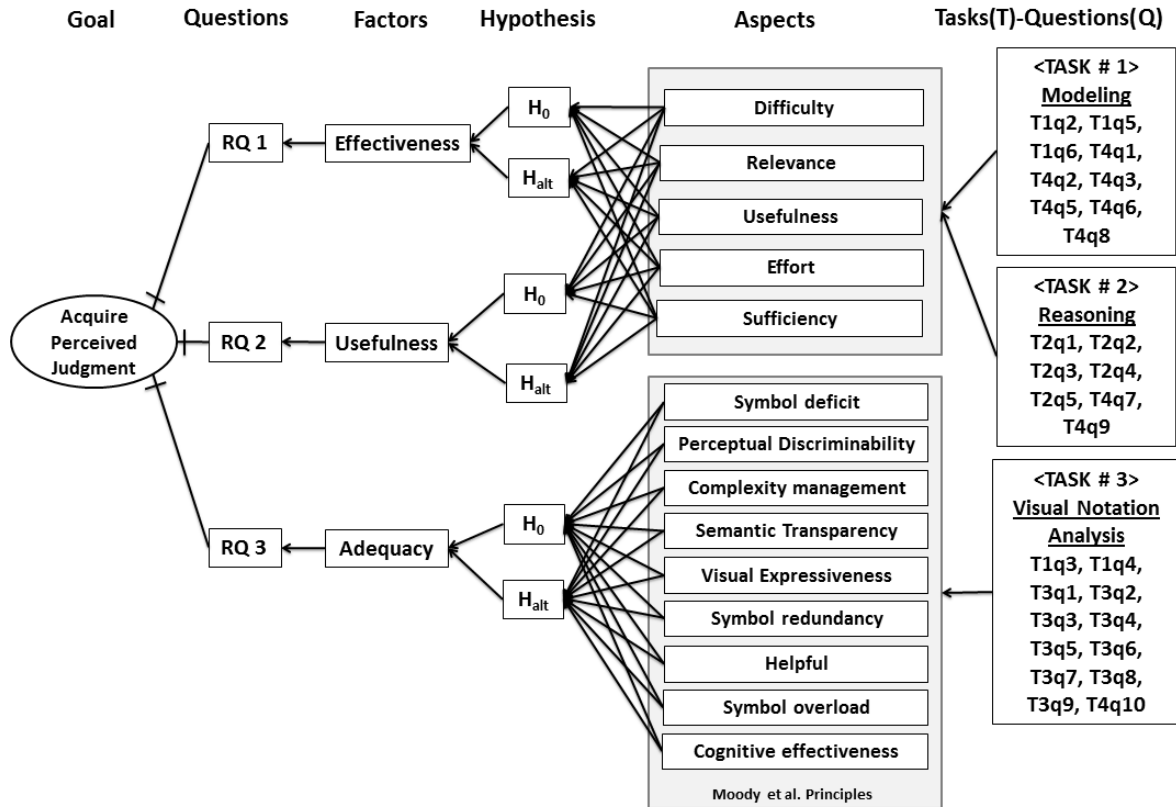 Goal
Questions
Factors
Hypothesis
Aspects
Tasks(T)-Questions(Q)
Acquire
Perceived
Judgment
RQ 1
RQ 2
RQ 3
Effectiveness
Usefulness
Adequacy
H0
Halt
H0
Halt
H0
Halt
Difficulty
Relevance
Usefulness
Effort
Sufficiency
Symbol deficit
Perceptual Discriminability
Complexity management
Semantic Transparency
Visual Expressiveness
Symbol redundancy
Helpful
Symbol overload
Cognitive effectiveness
Moody et al. Principles
<TASK # 1>
Modeling
T1q2, T1q5,
T1q6, T4q1,
T4q2, T4q3,
T4q5, T4q6,
T4q8
<TASK # 2>
Reasoning
T2q1, T2q2,
T2q3, T2q4,
T2q5, T4q7,
T4q9
<TASK # 3>
Visual Notation
Analysis
T1q3, T1q4,
T3q1, T3q2,
T3q3, T3q4,
T3q5, T3q6,
T3q7, T3q8,
T3q9, T4q10